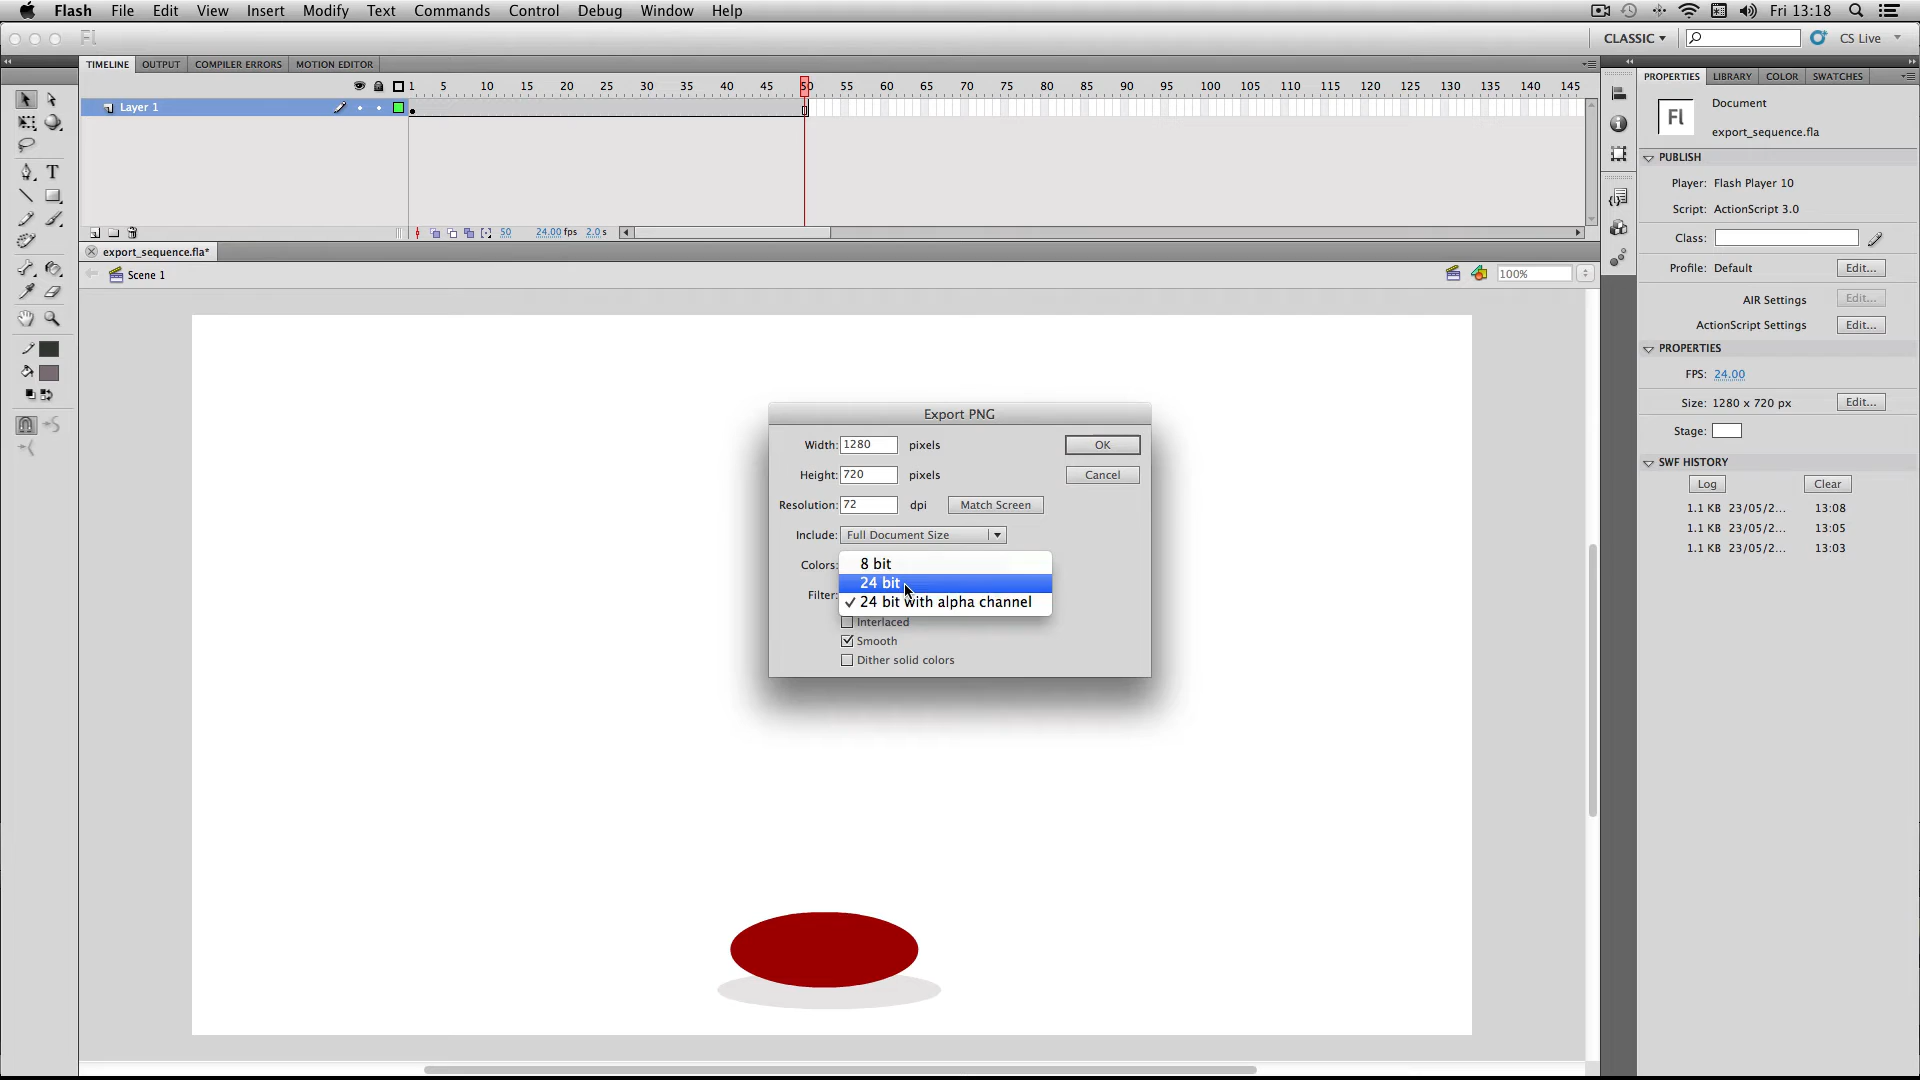 Flash File Edit View Insert Modify Text Commands Control Debug Window Help Fri 13:18
Fl CLASSIC CS Live
TIMELINE OUTPUT COMPILER ERRORS MOTION EDITOR
PROPERTIES LIBRARY COLOR SWATCHES
1 5 10 15 20 25 30 35 40 45 50 55 60 65 70 75 80 85 90 95 100 105 110 115 120 125 130 135 140 145
Layer 1
50 24.00 fps 2.0 s
export_sequence.fla*
Scene 1
100%
Export PNG
Width: 1280 pixels OK
Height: 720 pixels Cancel
Resolution: 72 dpi Match Screen
Include: Full Document Size
Colors: 8 bit
24 bit
Filter:
✓ 24 bit with alpha channel
Interlaced
Smooth
Dither solid colors
Fl
Document
export_sequence.fla
PUBLISH
Player: Flash Player 10
Script: ActionScript 3.0
Class:
Profile: Default Edit...
AIR Settings Edit...
ActionScript Settings Edit...
PROPERTIES
FPS: 24.00
Size: 1280 x 720 px Edit...
Stage:
SWF HISTORY
Log Clear
1.1 KB 23/05/2... 13:08
1.1 KB 23/05/2... 13:05
1.1 KB 23/05/2... 13:03